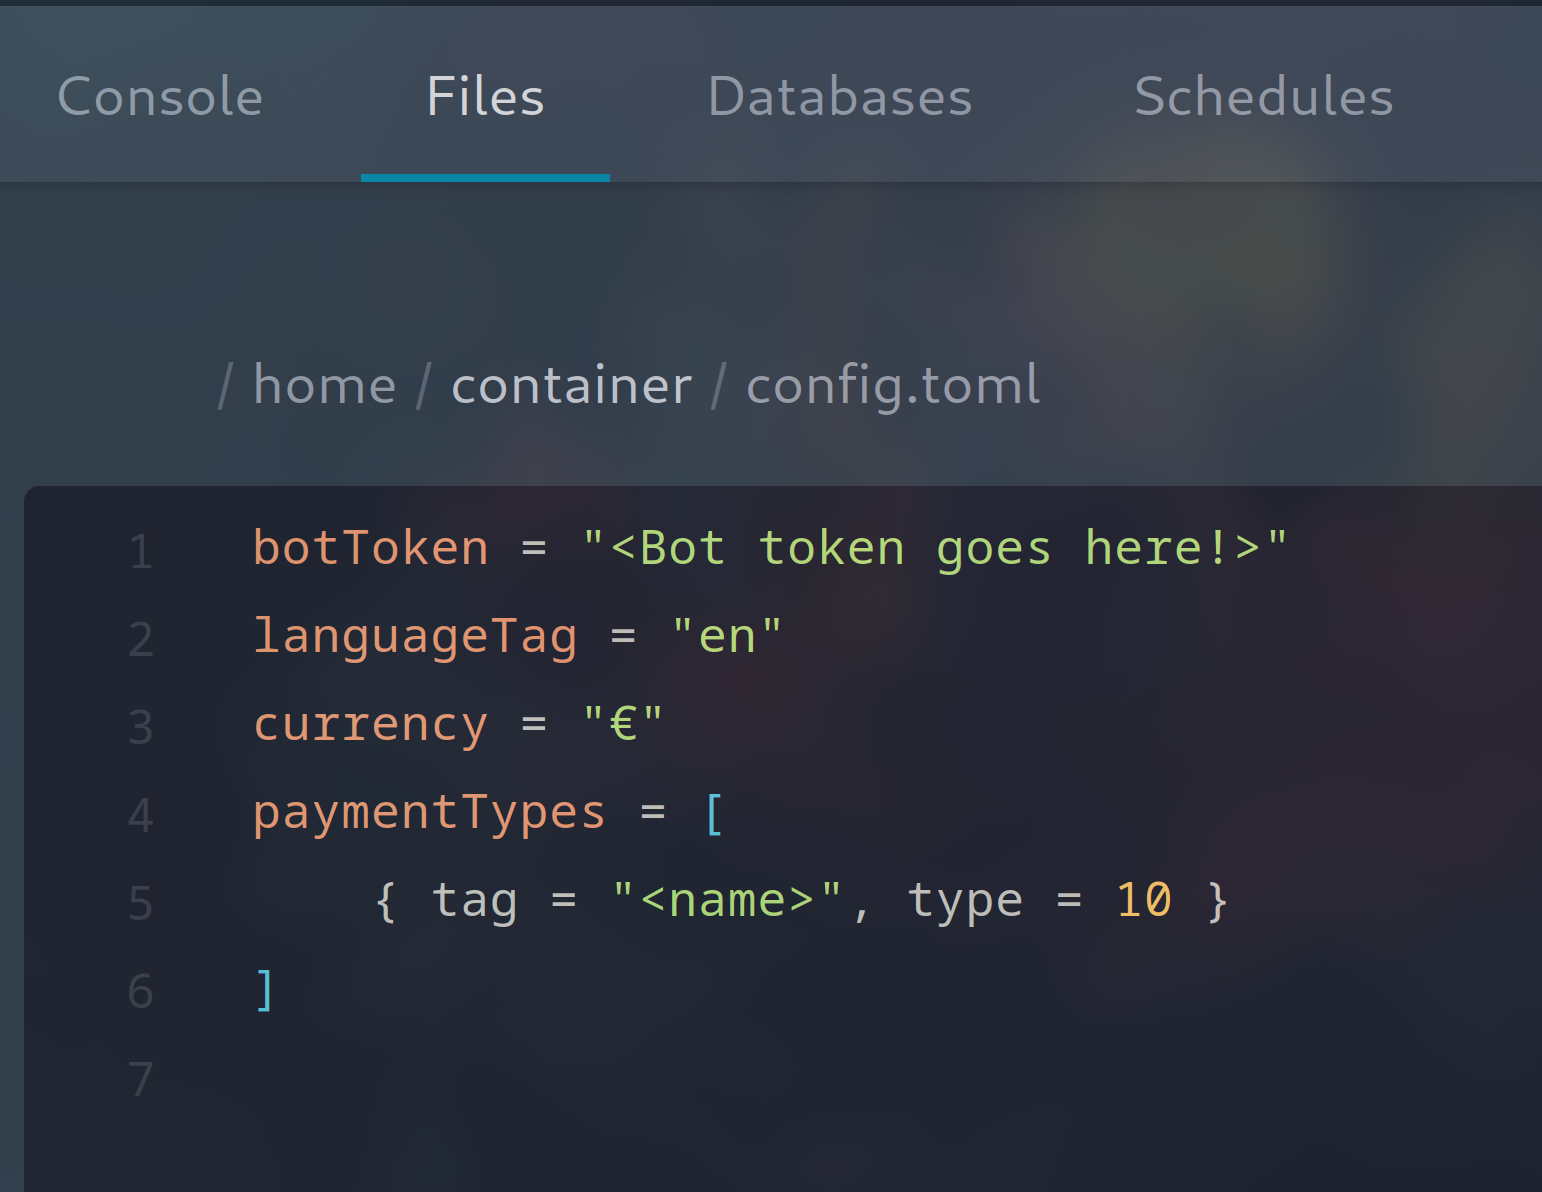 Console Files Databases Schedules
/ home / container / config.toml
1 botToken = "<Bot token goes here!>"
2 languageTag = "en"
3 currency = "€"
4 paymentTypes = [
5     { tag = "<name>", type = 10 }
6 ]
7